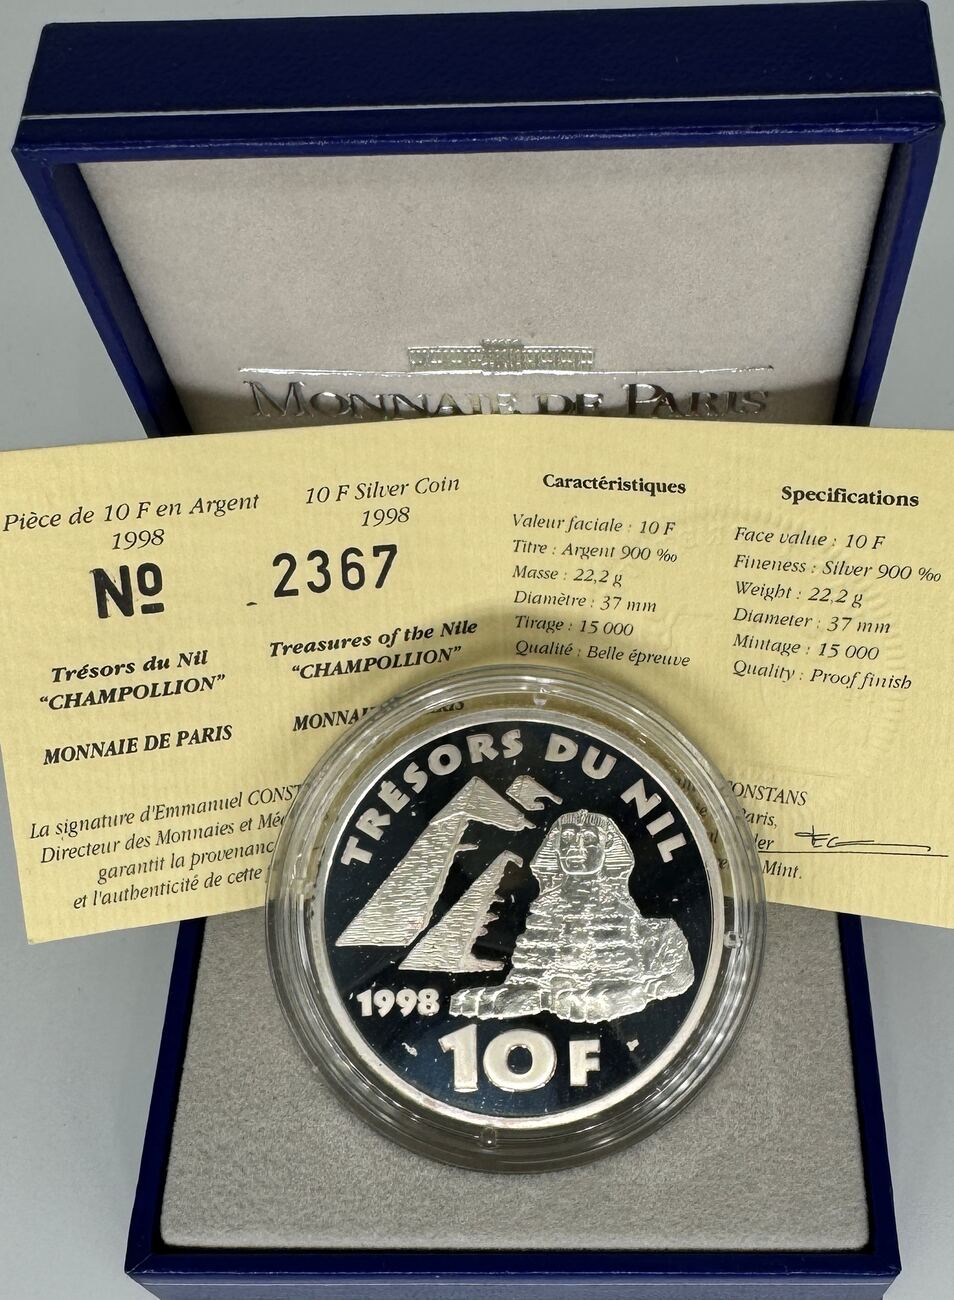 MONNAIE DE PARIS
Pièce de 10 F en Argent
1998
No
Trésors du Nil
"CHAMPOLLION"
MONNAIE DE PARIS
La signature d'Emmanuel
Directeur des Monnaies et
garantit la
et l'authenticité de cette
10 F Silver Coin
1998
2367
Treasures of the Nile
"CHAMPOLLION"
Caractéristiques
Valeur faciale : 10 F
Titre : Argent 900 ‰
Masse : 22,2 g
Diamètre : 37 mm
Tirage : 15 000
Qualité : Belle épreuve
Specifications
Face value : 10 F
Fineness : Silver 900 ‰
Weight : 22,2 g
Diameter : 37 mm
Mintage : 15 000
Quality : Proof finish
CONSTANS
Mint.
TRÉSORS DU NIL
1998
10 F